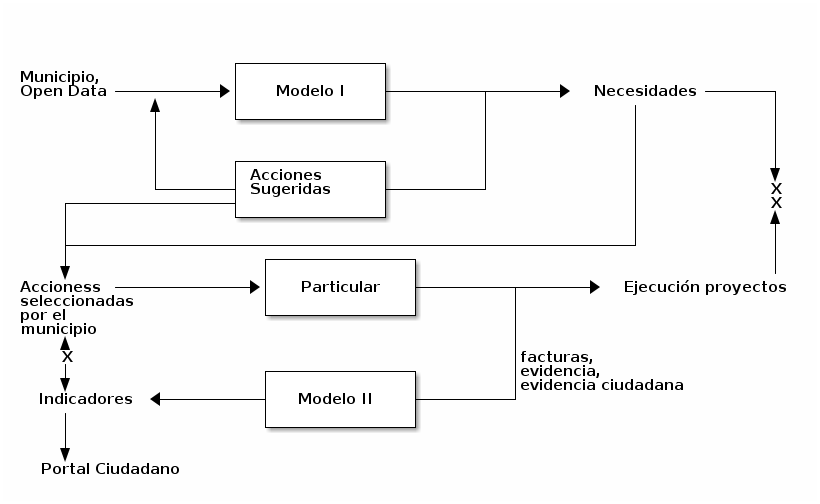 Municipio,
Open Data
Modelo I
Necesidades
Acciones
Sugeridas
X
X
Accioness
seleccionadas
por el
municipio
Particular
Ejecución proyectos
X
facturas,
evidencia,
evidencia ciudadana
Indicadores
Modelo II
Portal Ciudadano